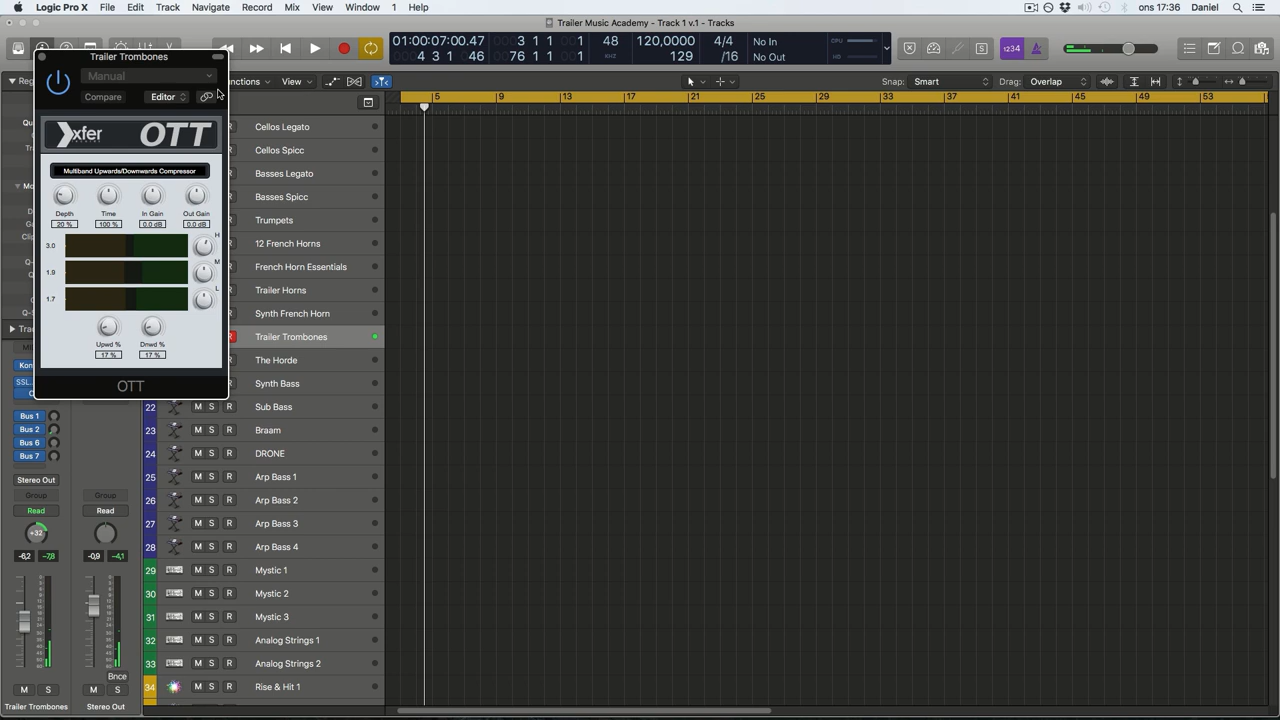 Logic Pro X File Edit Track Navigate Record Mix View Window 1 Help
ons 17:36 Daniel
Trailer Music Academy - Track 1 v.1 - Tracks
01:00:07:00.47 3 1 1 1 48 120,0000 4/4 No In CPU
4 3 1 46 76 1 1 1 /16 No Out
1234
Trailer Trombones
Manual
Compare Editor
View
Snap: Smart Drag: Overlap
5 9 13 17 21 25 29 33 37 41 45 49 53
xfer OTT
Multiband Upwards/Downwards Compressor
Depth Time In Gain Out Gain
20 % 100 % 0.0 dB 0.0 dB
H
3.0
M
1.9
L
1.7
Upwd % Dnwd %
17 % 17 %
OTT
Cellos Legato
Cellos Spicc
Basses Legato
Basses Spicc
Trumpets
12 French Horns
French Horn Essentials
Trailer Horns
Synth French Horn
R Trailer Trombones
The Horde
Synth Bass
22 M S R Sub Bass
23 M S R Braam
24 M S R DRONE
25 M S R Arp Bass 1
26 M S R Arp Bass 2
27 M S R Arp Bass 3
28 M S R Arp Bass 4
29 M S R Mystic 1
30 M S R Mystic 2
31 M S R Mystic 3
32 M S R Analog Strings 1
33 M S R Analog Strings 2
34 M S R Rise & Hit 1
Bus 1
Bus 2
Bus 6
Bus 7
Stereo Out
Group Group
Read Read
+32
-6,2 -7,8 -0,9 -4,1
Bnce
M S M S
Trailer Trombones Stereo Out